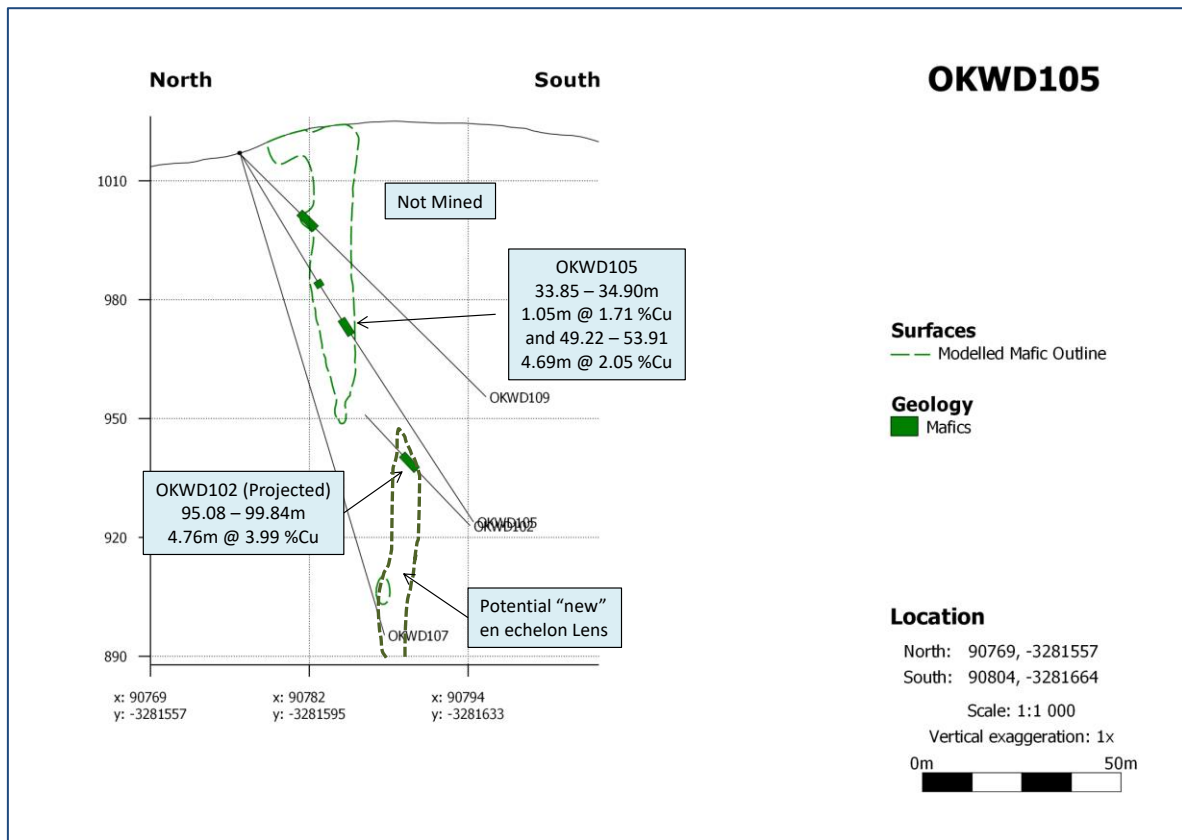 OKWD105
North
South
1010
980
950
920
890
Not Mined
OKWD105
33.85 – 34.90m
1.05m @ 1.71 %Cu
and 49.22 – 53.91
4.69m @ 2.05 %Cu
OKWD109
OKWD102 (Projected)
95.08 – 99.84m
4.76m @ 3.99 %Cu
OKWD105
OKWD102
Potential “new”
en echelon Lens
OKWD107
x: 90769
y: -3281557
x: 90782
y: -3281595
x: 90794
y: -3281633
Surfaces
Modelled Mafic Outline
Geology
Mafics
Location
North: 90769, -3281557
South: 90804, -3281664
Scale: 1:1 000
Vertical exaggeration: 1x
0m 50m